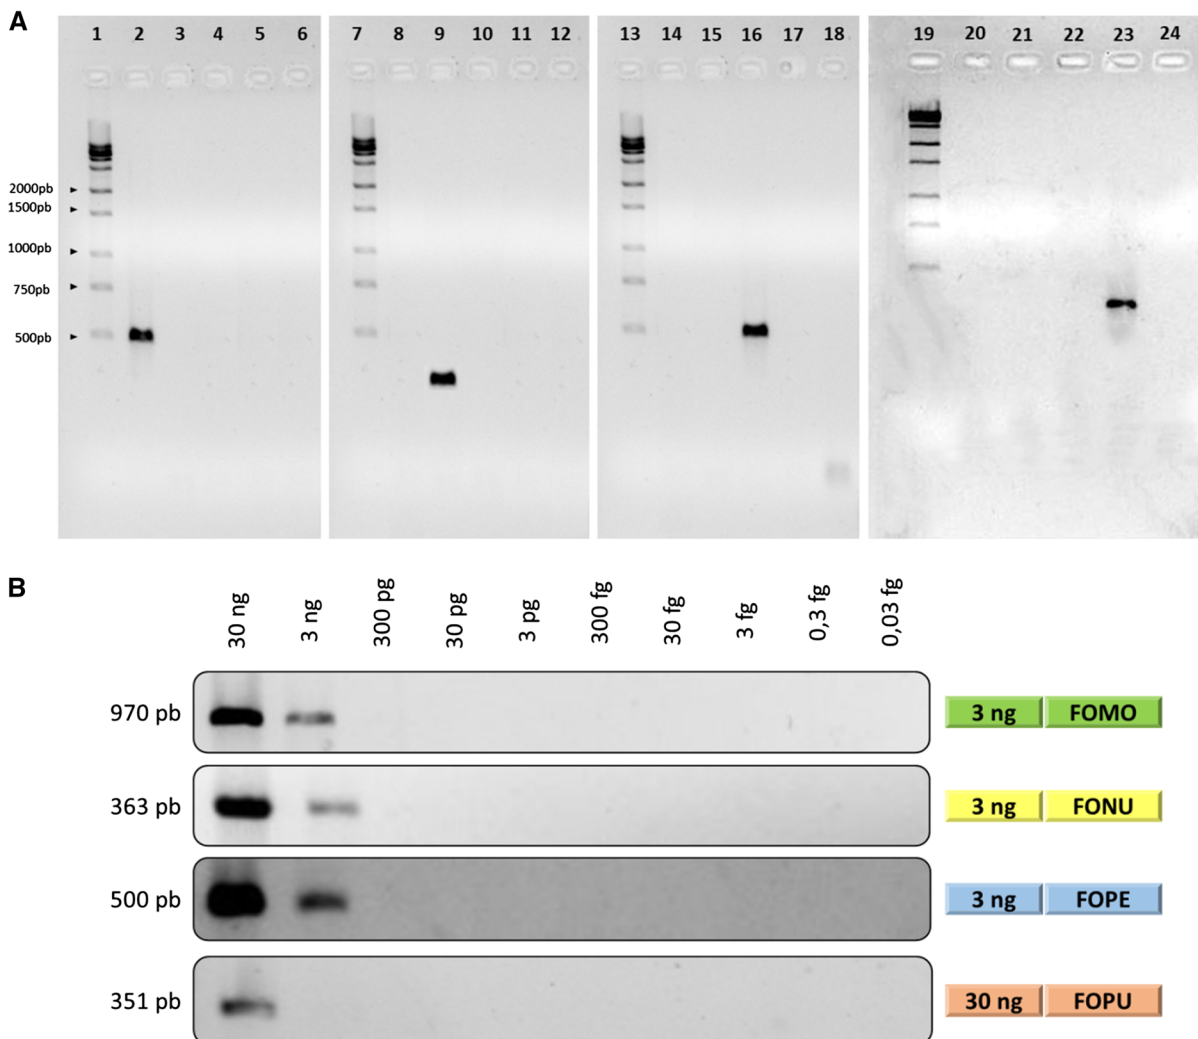 A
1 2 3 4 5 6 7 8 9 10 11 12 13 14 15 16 17 18 19 20 21 22 23 24
2000pb
1500pb
1000pb
750pb
500pb
B
30 ng 3 ng 300 pg 30 pg 3 pg 300 fg 30 fg 3 fg 0,3 fg 0,03 fg
970 pb 3 ng FOMO
363 pb 3 ng FONU
500 pb 3 ng FOPE
351 pb 30 ng FOPU